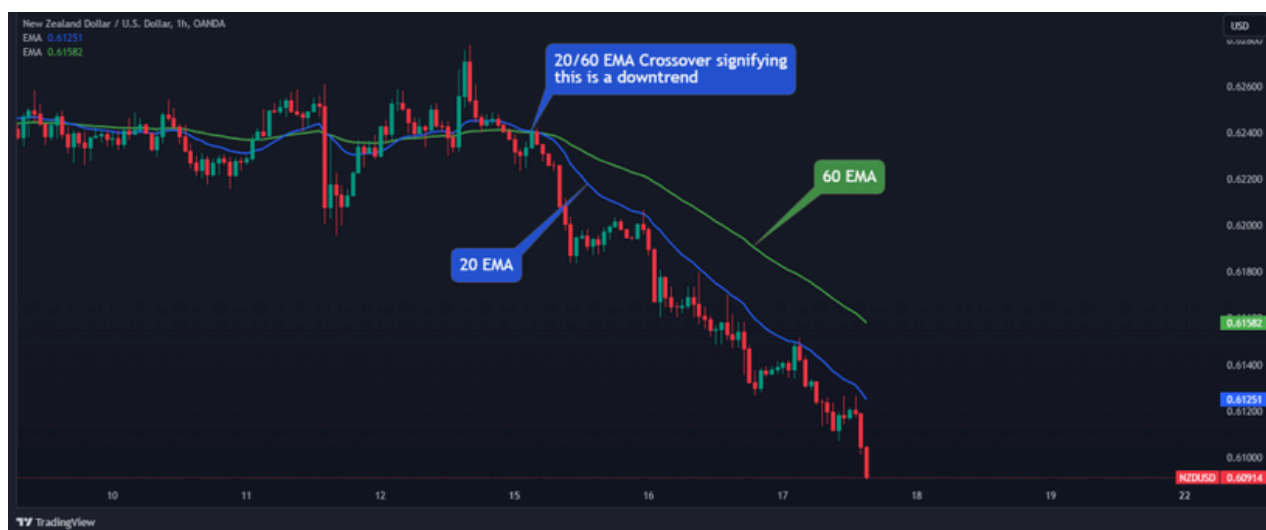 New Zealand Dollar / U.S. Dollar, 1h, OANDA
USD
EMA 0.61251
EMA 0.61582
20/60 EMA Crossover signifying
this is a downtrend
0.62600
0.62400
60 EMA
0.62200
0.62000
20 EMA
0.61800
0.61582
0.61400
0.61251
0.61200
0.61000
NZDUSD 0.60914
10 11 12 15 16 17 18 19 22
TradingView